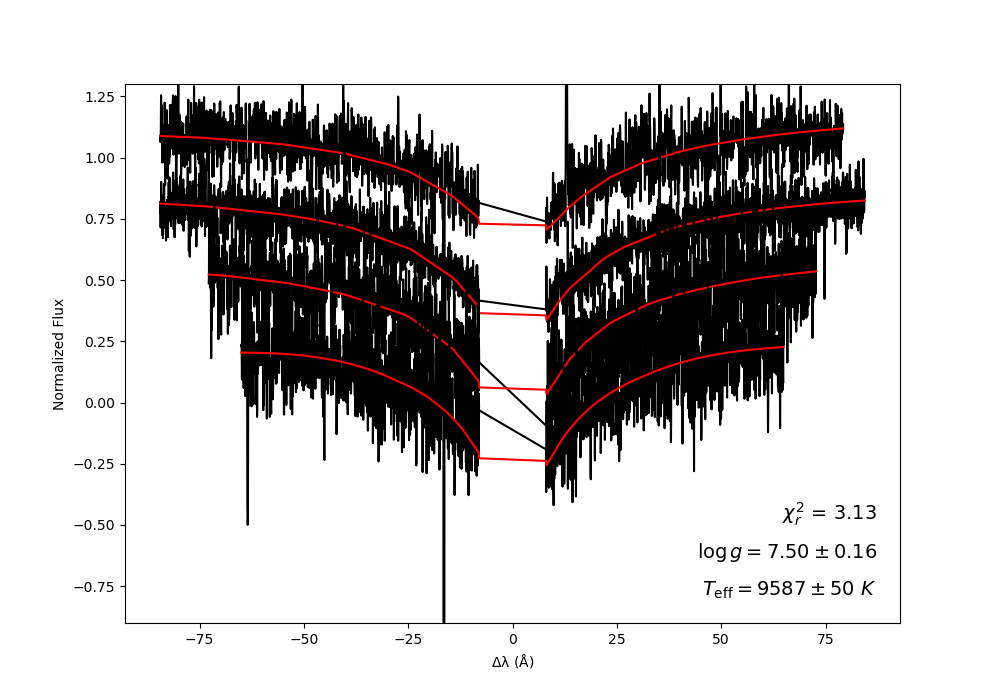 1.25
1.00
0.75
0.50
0.25
0.00
−0.25
−0.50
−0.75
Normalized Flux
χ²ᵣ = 3.13
log g = 7.50 ± 0.16
T_eff = 9587 ± 50 K
−75 −50 −25 0 25 50 75
Δλ (Å)